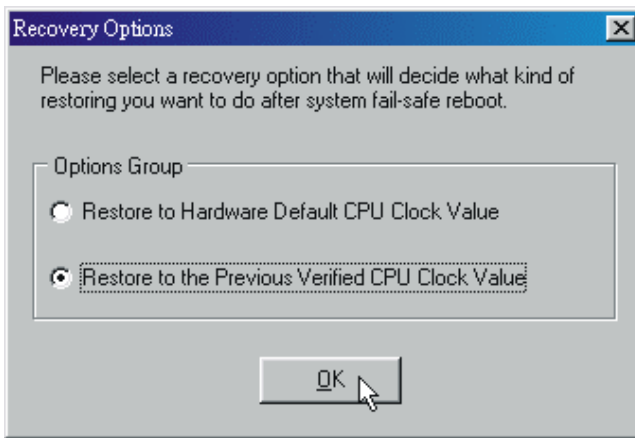 Recovery Options
Please select a recovery option that will decide what kind of
restoring you want to do after system fail-safe reboot.
Options Group
Restore to Hardware Default CPU Clock Value
Restore to the Previous Verified CPU Clock Value
OK